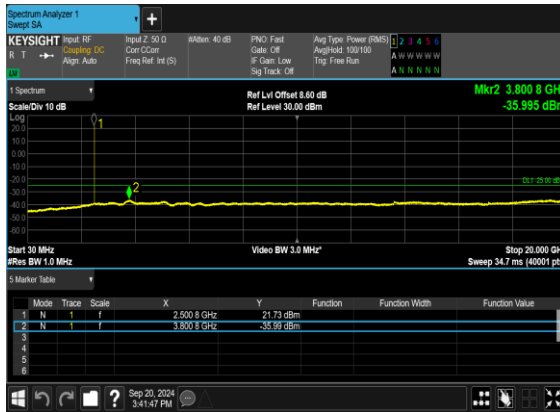 Spectrum Analyzer 1
Swept SA
+
KEYSIGHT Input: RF Input Z: 50 Ω #Atten: 40 dB PNO: Fast Avg Type: Power (RMS) 1 2 3 4 5 6
R T Coupling: DC Corr CCorr Gate: Off Avg|Hold: 100/100 A W W W W W
Align: Auto Freq Ref: Int (S) IF Gain: Low Trig: Free Run
Sig Track: Off A N N N N N
1 Spectrum Ref Lvl Offset 8.60 dB Mkr2 3.800 8 GH
Scale/Div 10 dB Ref Level 30.00 dBm -35.995 dBr
Log
20.0
10.0
0.00
-10.0
-20.0
-30.0
-40.0
-50.0
-60.0
1
2
DL1 -25.00 dB
Start 30 MHz Video BW 3.0 MHz* Stop 20.000 GH
#Res BW 1.0 MHz Sweep 34.7 ms (40001 pt
5 Marker Table
Mode Trace Scale X Y Function Function Width Function Value
1 N 1 f 2.500 8 GHz 21.73 dBm
2 N 1 f 3.800 8 GHz -35.99 dBm
3
4
5
6
? Sep 20, 2024
3:41:47 PM